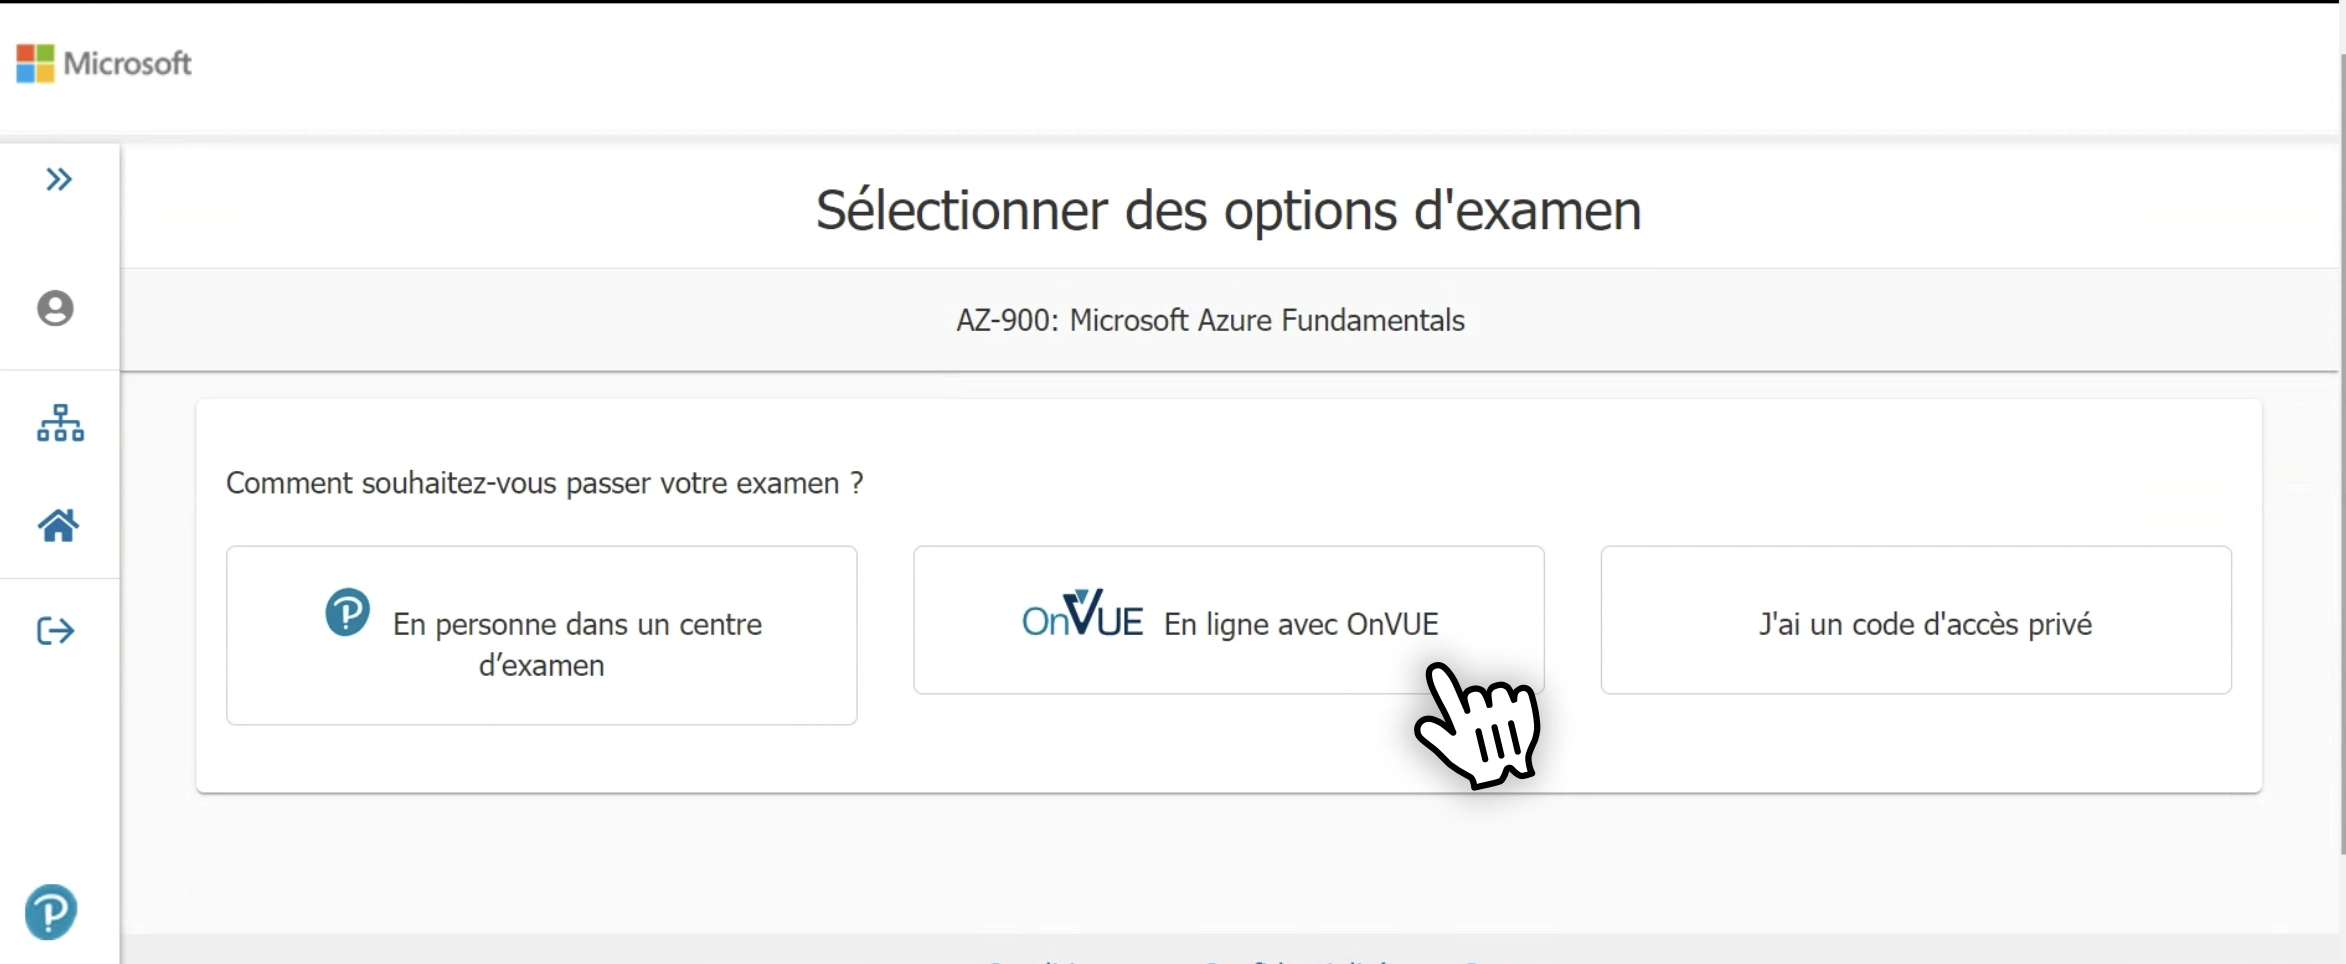 Microsoft
Sélectionner des options d'examen
AZ-900: Microsoft Azure Fundamentals
Comment souhaitez-vous passer votre examen ?
En personne dans un centre
d’examen
OnVUE En ligne avec OnVUE
J'ai un code d'accès privé